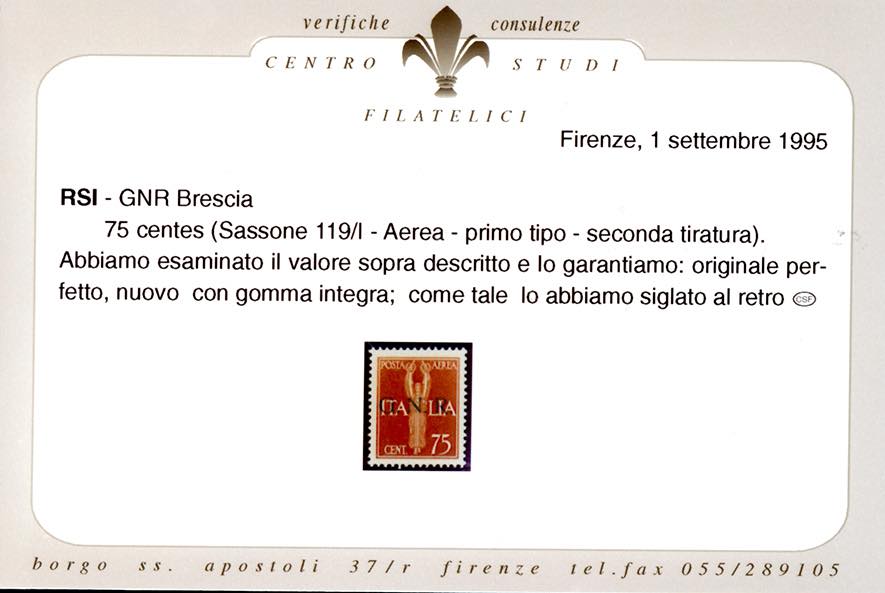 verifiche consulenze
CENTRO STUDI
FILATELICI
Firenze, 1 settembre 1995
RSI - GNR Brescia
75 centes (Sassone 119/I - Aerea - primo tipo - seconda tiratura).
Abbiamo esaminato il valore sopra descritto e lo garantiamo: originale per-
fetto, nuovo con gomma integra; come tale lo abbiamo siglato al retro CSF
POSTA AEREA
G. N. R.
ITALIA
CENT. 75
borgo ss. apostoli 37/r firenze tel.fax 055/289105